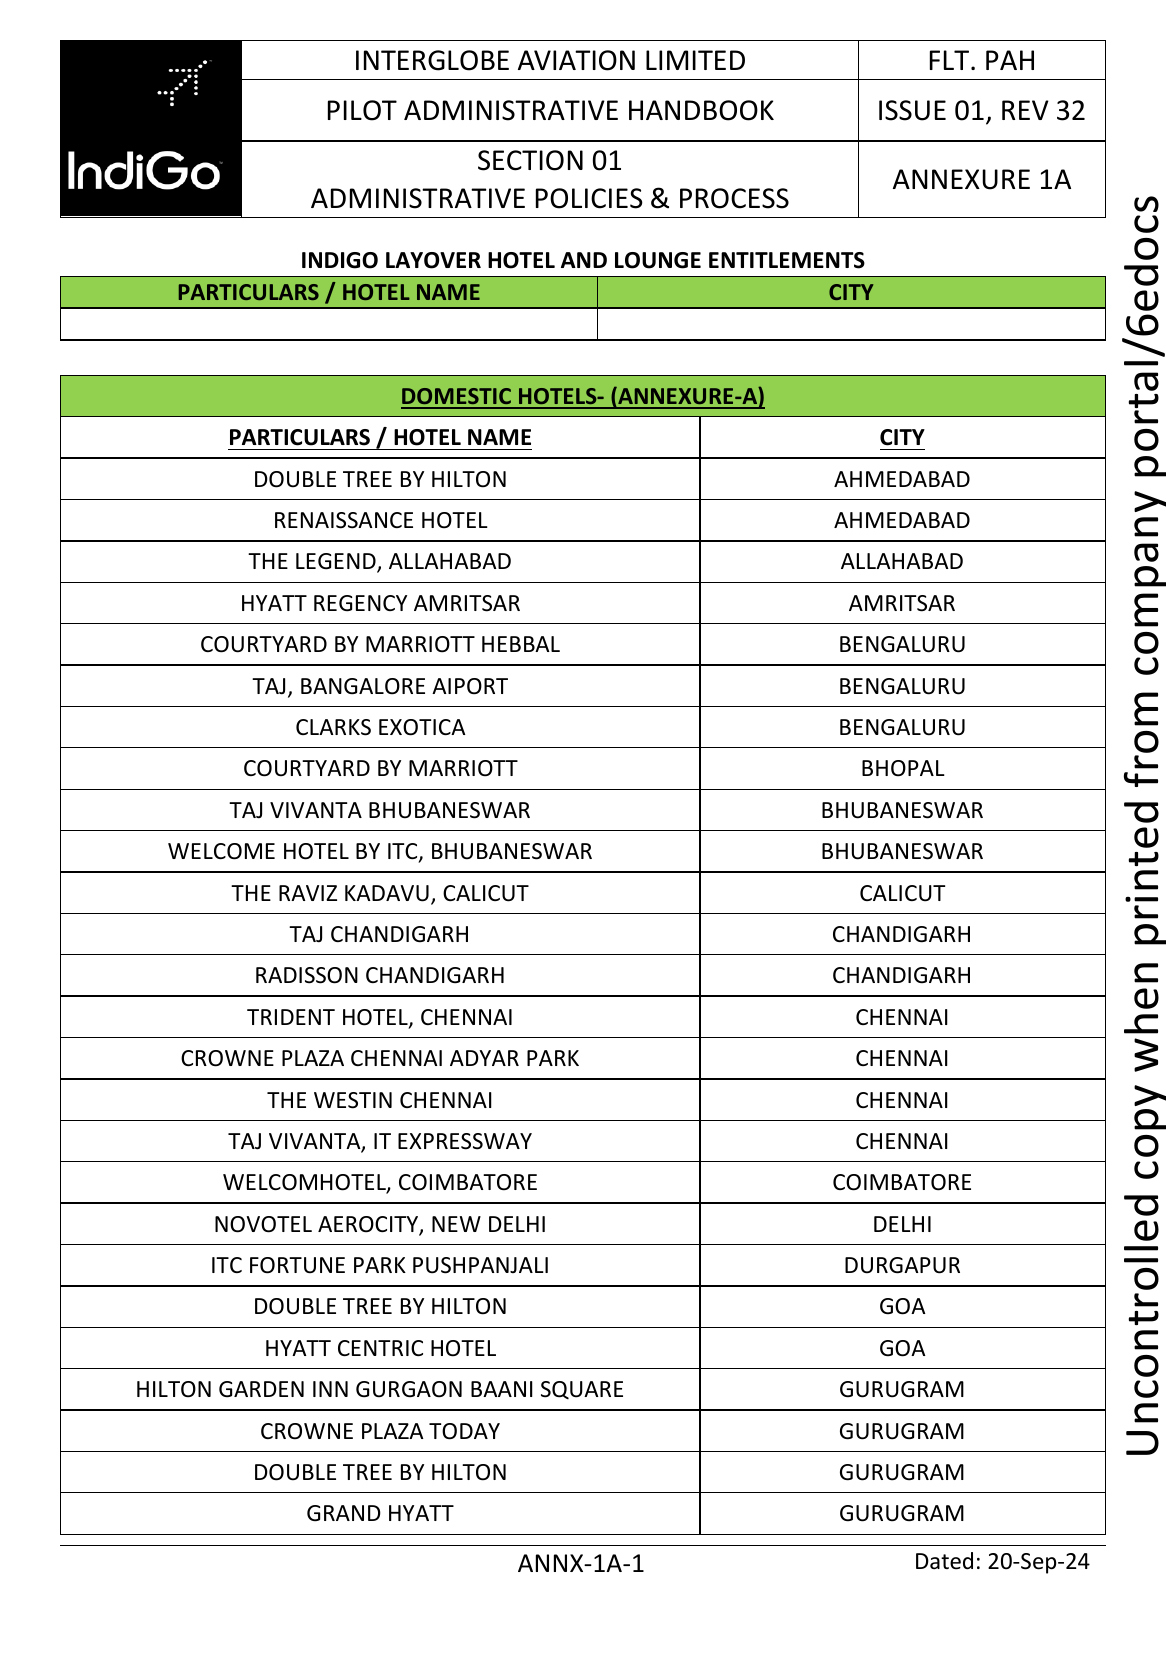 IndiGo
INTERGLOBE AVIATION LIMITED
FLT. PAH
PILOT ADMINISTRATIVE HANDBOOK
ISSUE 01, REV 32
SECTION 01
ADMINISTRATIVE POLICIES & PROCESS
ANNEXURE 1A
INDIGO LAYOVER HOTEL AND LOUNGE ENTITLEMENTS
PARTICULARS / HOTEL NAME CITY
DOMESTIC HOTELS- (ANNEXURE-A)
PARTICULARS / HOTEL NAME CITY
DOUBLE TREE BY HILTON AHMEDABAD
RENAISSANCE HOTEL AHMEDABAD
THE LEGEND, ALLAHABAD ALLAHABAD
HYATT REGENCY AMRITSAR AMRITSAR
COURTYARD BY MARRIOTT HEBBAL BENGALURU
TAJ, BANGALORE AIPORT BENGALURU
CLARKS EXOTICA BENGALURU
COURTYARD BY MARRIOTT BHOPAL
TAJ VIVANTA BHUBANESWAR BHUBANESWAR
WELCOME HOTEL BY ITC, BHUBANESWAR BHUBANESWAR
THE RAVIZ KADAVU, CALICUT CALICUT
TAJ CHANDIGARH CHANDIGARH
RADISSON CHANDIGARH CHANDIGARH
TRIDENT HOTEL, CHENNAI CHENNAI
CROWNE PLAZA CHENNAI ADYAR PARK CHENNAI
THE WESTIN CHENNAI CHENNAI
TAJ VIVANTA, IT EXPRESSWAY CHENNAI
WELCOMHOTEL, COIMBATORE COIMBATORE
NOVOTEL AEROCITY, NEW DELHI DELHI
ITC FORTUNE PARK PUSHPANJALI DURGAPUR
DOUBLE TREE BY HILTON GOA
HYATT CENTRIC HOTEL GOA
HILTON GARDEN INN GURGAON BAANI SQUARE GURUGRAM
CROWNE PLAZA TODAY GURUGRAM
DOUBLE TREE BY HILTON GURUGRAM
GRAND HYATT GURUGRAM
ANNX-1A-1 Dated: 20-Sep-24
Uncontrolled copy when printed from company portal/6edocs